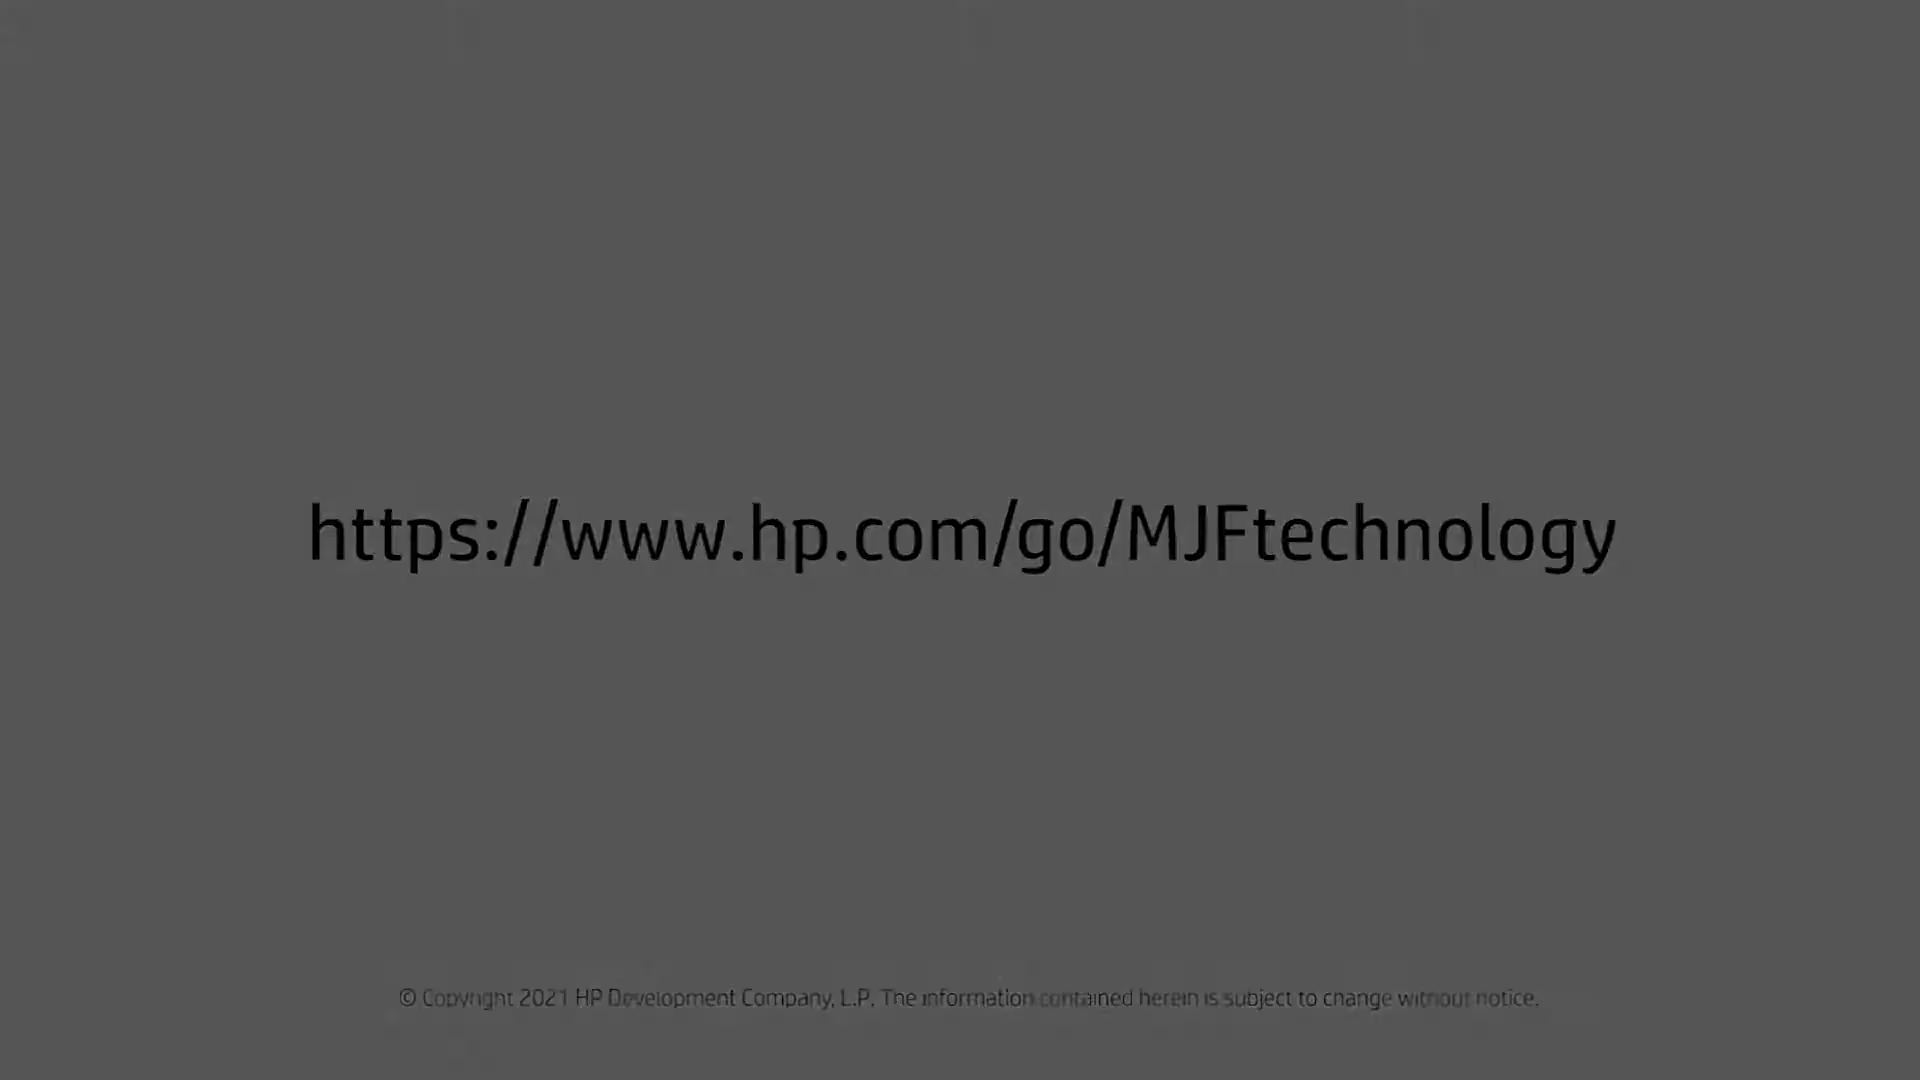 https://www.hp.com/go/MJFtechnology
© Copyright 2021 HP Development Company, L.P. The information contained herein is subject to change without notice.